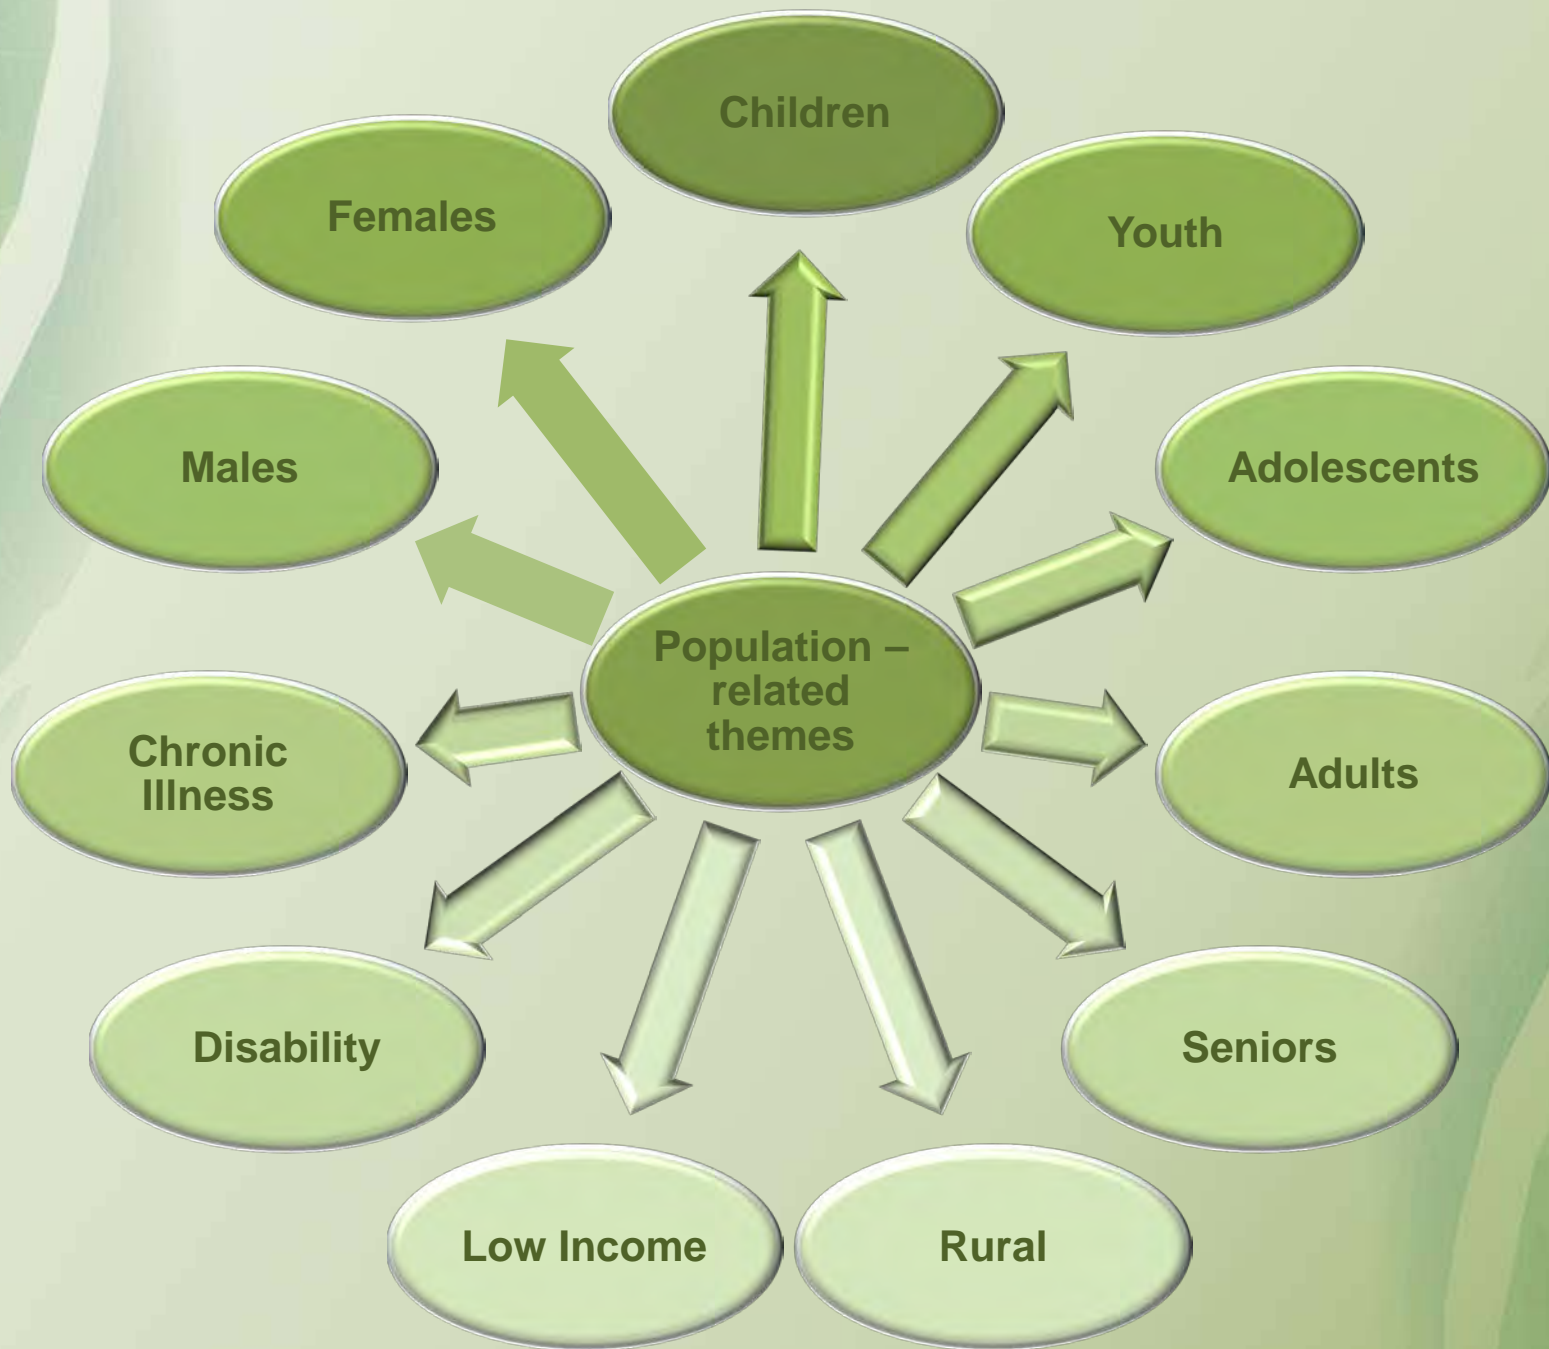 Children
Females
Youth
Males
Adolescents
Population –
related
themes
Chronic
Illness
Adults
Disability
Seniors
Low Income
Rural